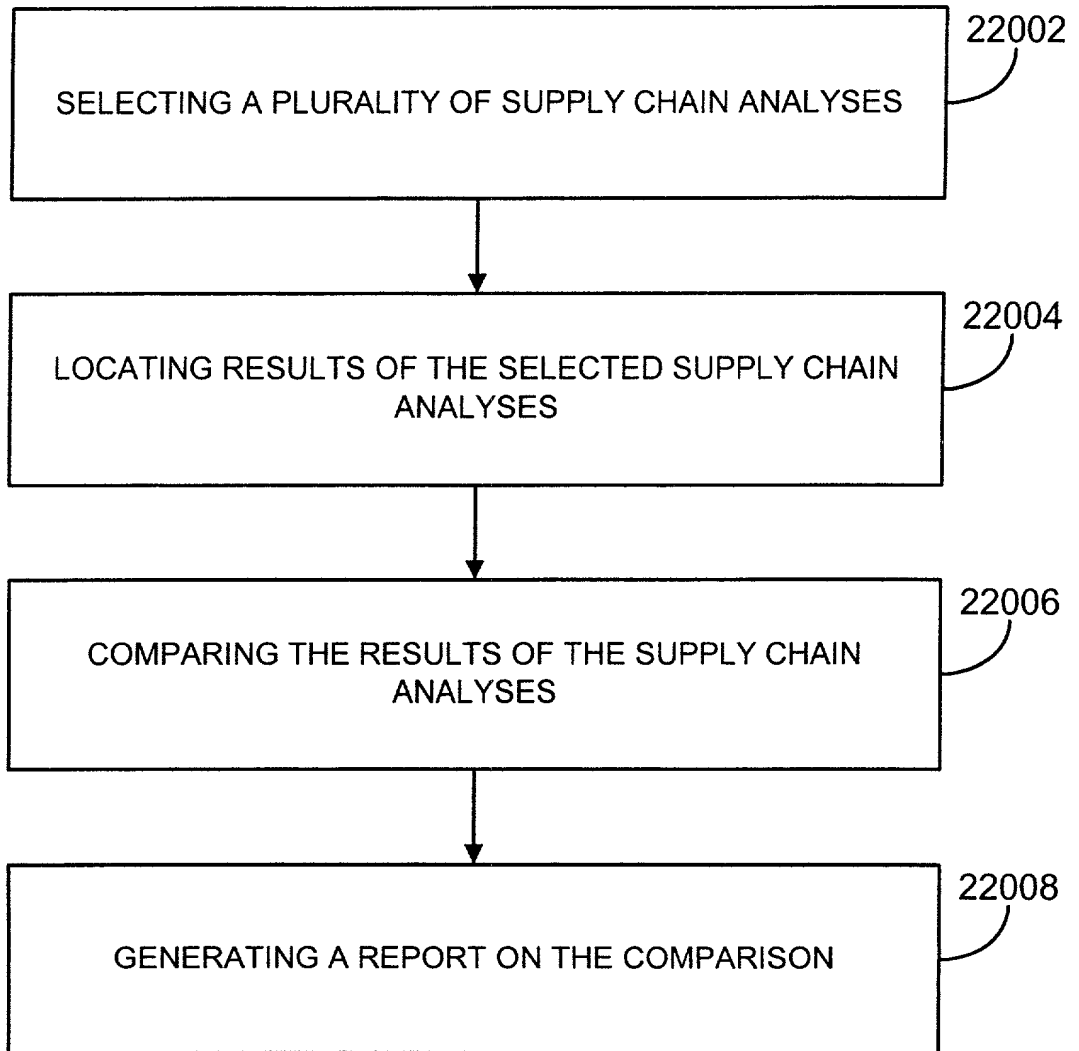 22002
SELECTING A PLURALITY OF SUPPLY CHAIN ANALYSES
22004
LOCATING RESULTS OF THE SELECTED SUPPLY CHAIN
ANALYSES
22006
COMPARING THE RESULTS OF THE SUPPLY CHAIN
ANALYSES
22008
GENERATING A REPORT ON THE COMPARISON